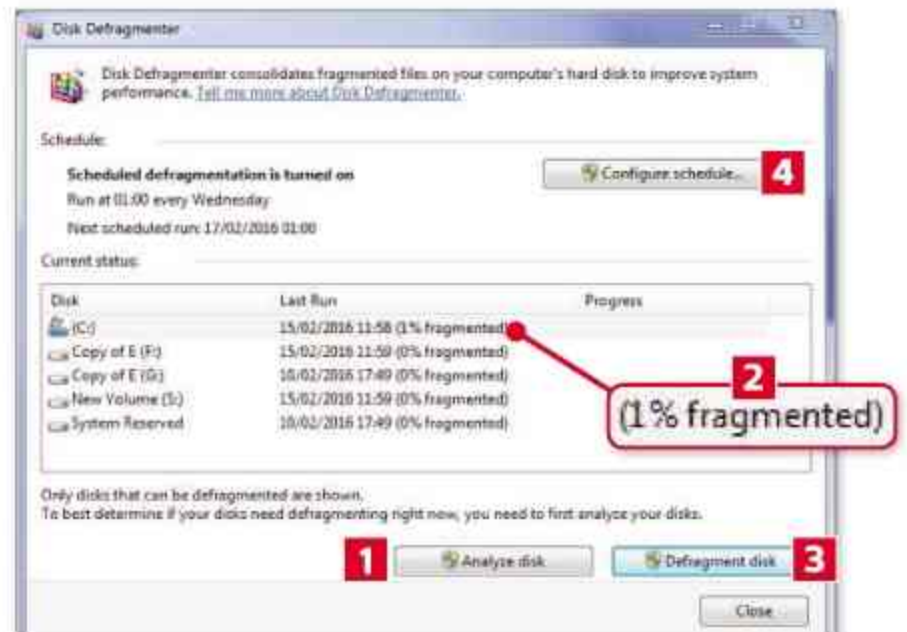 Disk Defragmenter
Disk Defragmenter consolidates fragmented files on your computer's hard disk to improve system
performance. Tell me more about Disk Defragmenter.
Schedule:
Scheduled defragmentation is turned on
Configure schedule... 4
Run at 01:00 every Wednesday
Next scheduled run: 17/02/2016 01:00
Current status:
Disk Last Run Progress
(C:) 15/02/2016 11:58 (1% fragmented)
Copy of E (F:) 15/02/2016 11:59 (0% fragmented)
Copy of E (G:) 10/02/2016 17:49 (0% fragmented)
New Volume (S:) 15/02/2016 11:59 (0% fragmented)
System Reserved 10/02/2016 17:49 (0% fragmented)
2
(1% fragmented)
Only disks that can be defragmented are shown.
To best determine if your disks need defragmenting right now, you need to first analyze your disks.
1 Analyze disk Defragment disk 3
Close